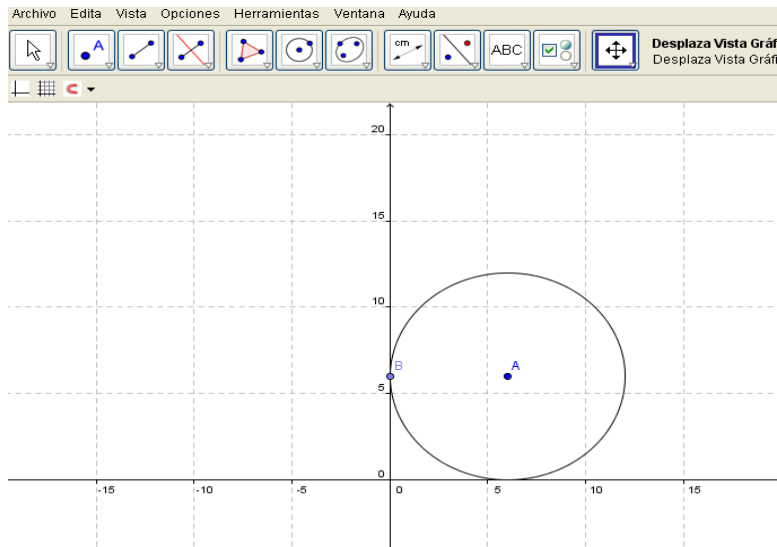 Archivo Edita Vista Opciones Herramientas Ventana Ayuda
A cm ABC Desplaza Vista Gráf
Desplaza Vista Gráfi
20
15
10
B A
5
0
-15 -10 -5 0 5 10 15